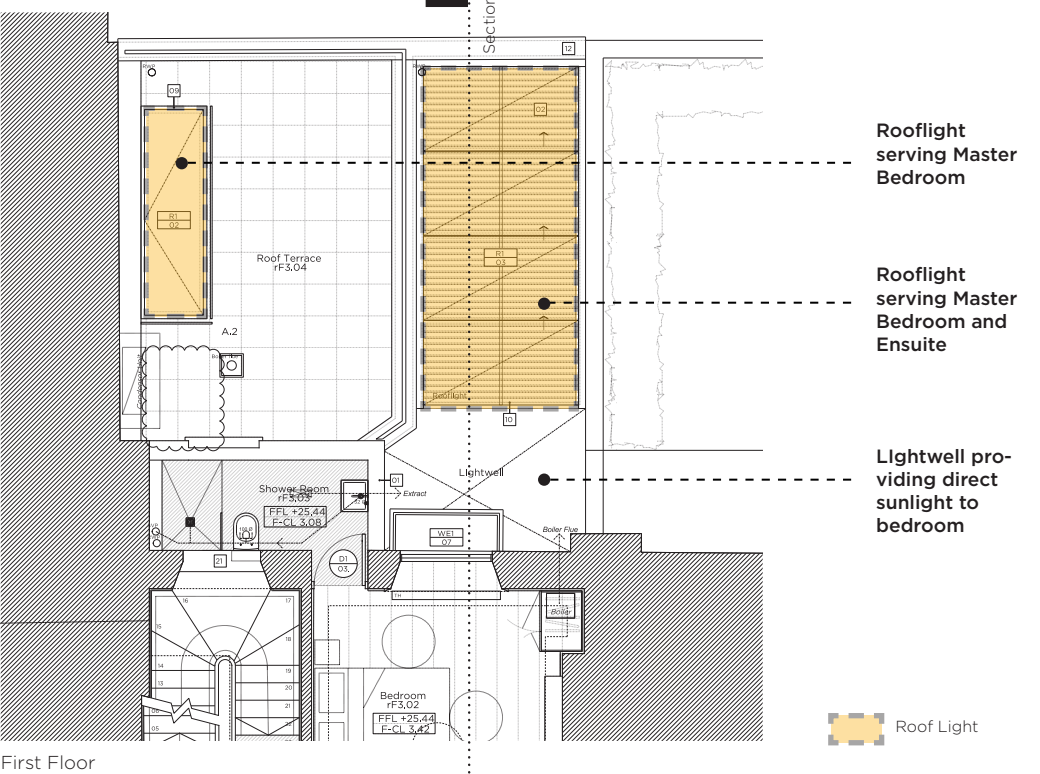 Section
12
RWP
RWP
09
02
Rooflight
serving Master
Bedroom
R1
02
Roof Terrace
rF3.04
R1
03
Rooflight
serving Master
Bedroom and
Ensuite
A.2
Rooflight
10
LIghtwell
LIghtwell pro-
viding direct
sunlight to
bedroom
01
Extract
Shower Room
rF3.03
FFL +25,44
F-CL 3,08
WE1
07
Boiler Flue
21
D1
03.
TH
Boiler
16
17
15
18
14
19
13
20
21
05
Bedroom
rF3,02
FFL +25.44
F-CL 3,42
Roof Light
First Floor